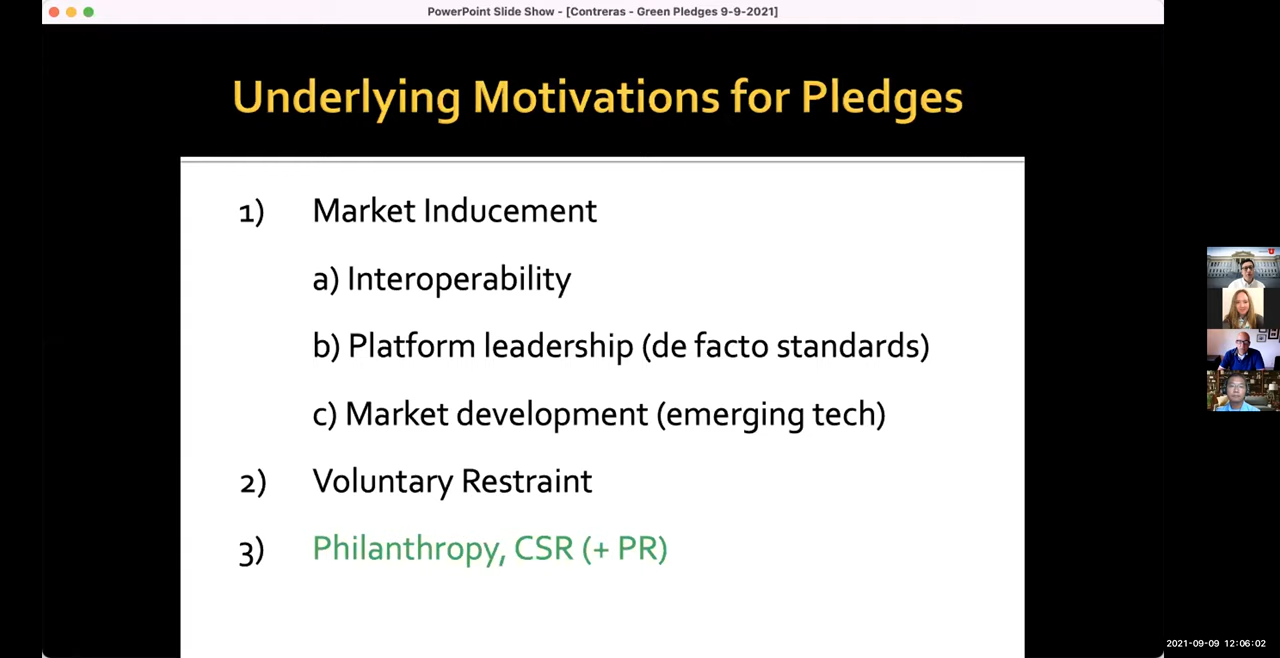 PowerPoint Slide Show - [Contreras - Green Pledges 9-9-2021]
Underlying Motivations for Pledges
1) Market Inducement
a) Interoperability
b) Platform leadership (de facto standards)
c) Market development (emerging tech)
2) Voluntary Restraint
3) Philanthropy, CSR (+ PR)
2021-09-09 12:06:02